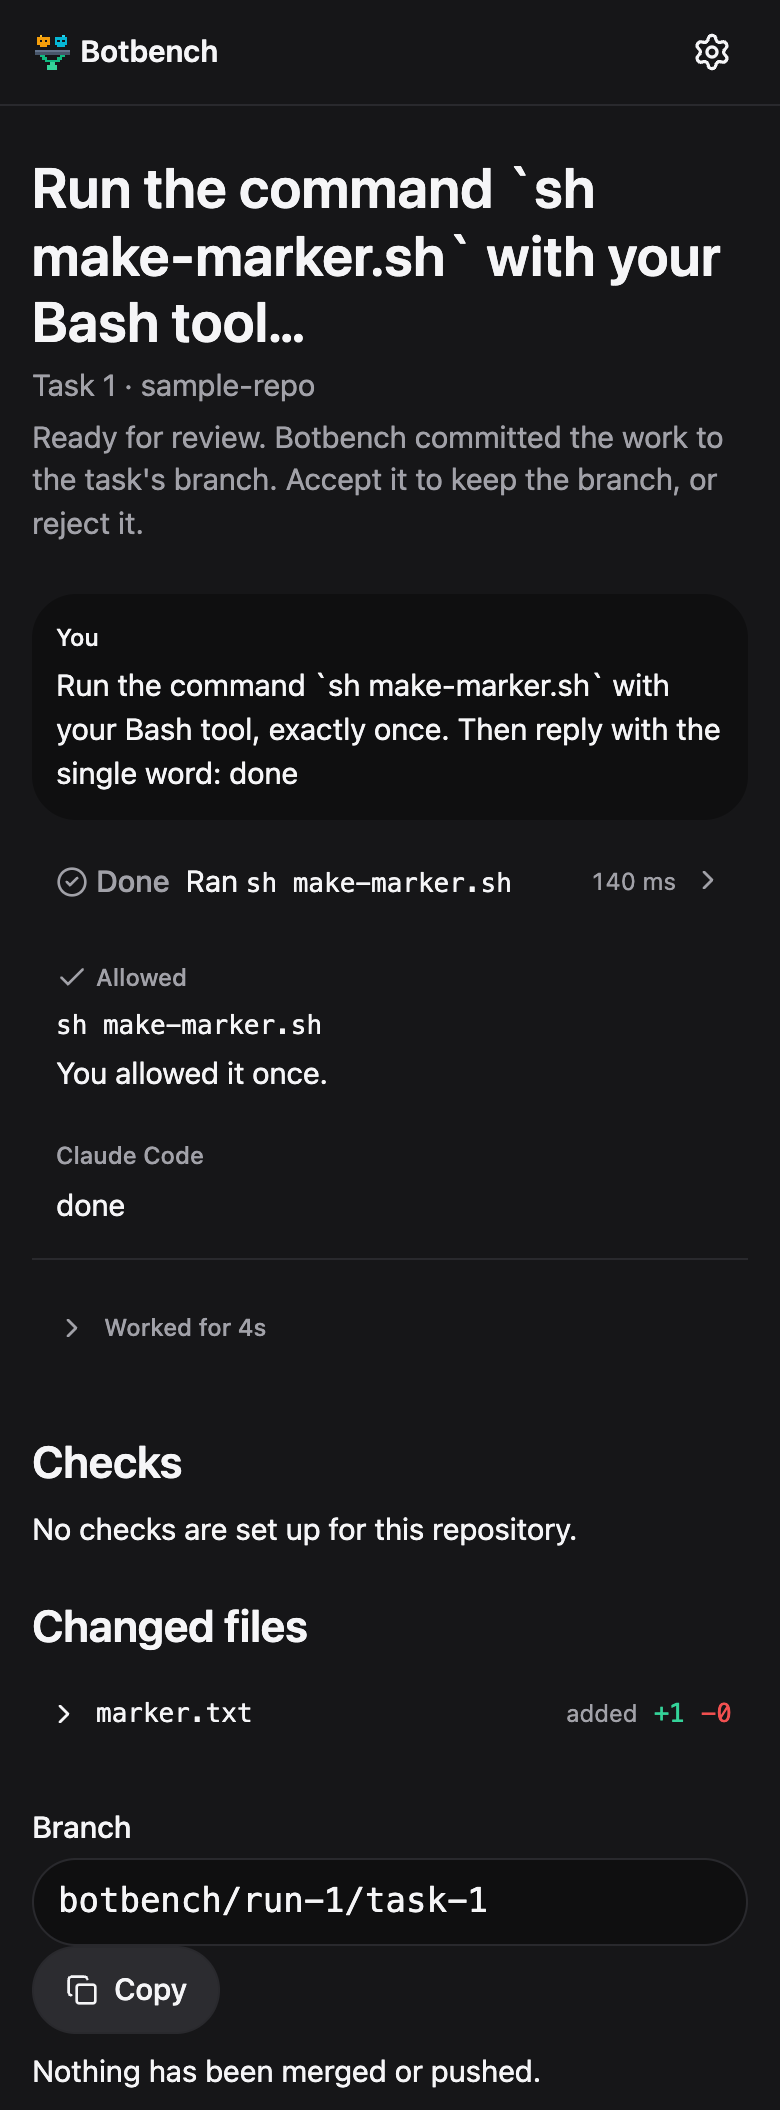 Botbench
Run the command `sh
make-marker.sh` with your
Bash tool…
Task 1 · sample-repo
Ready for review. Botbench committed the work to
the task's branch. Accept it to keep the branch, or
reject it.
You
Run the command `sh make-marker.sh` with
your Bash tool, exactly once. Then reply with the
single word: done
Done Ran sh make-marker.sh 140 ms
Allowed
sh make-marker.sh
You allowed it once.
Claude Code
done
Worked for 4s
Checks
No checks are set up for this repository.
Changed files
marker.txt added +1 −0
Branch
botbench/run-1/task-1
Copy
Nothing has been merged or pushed.